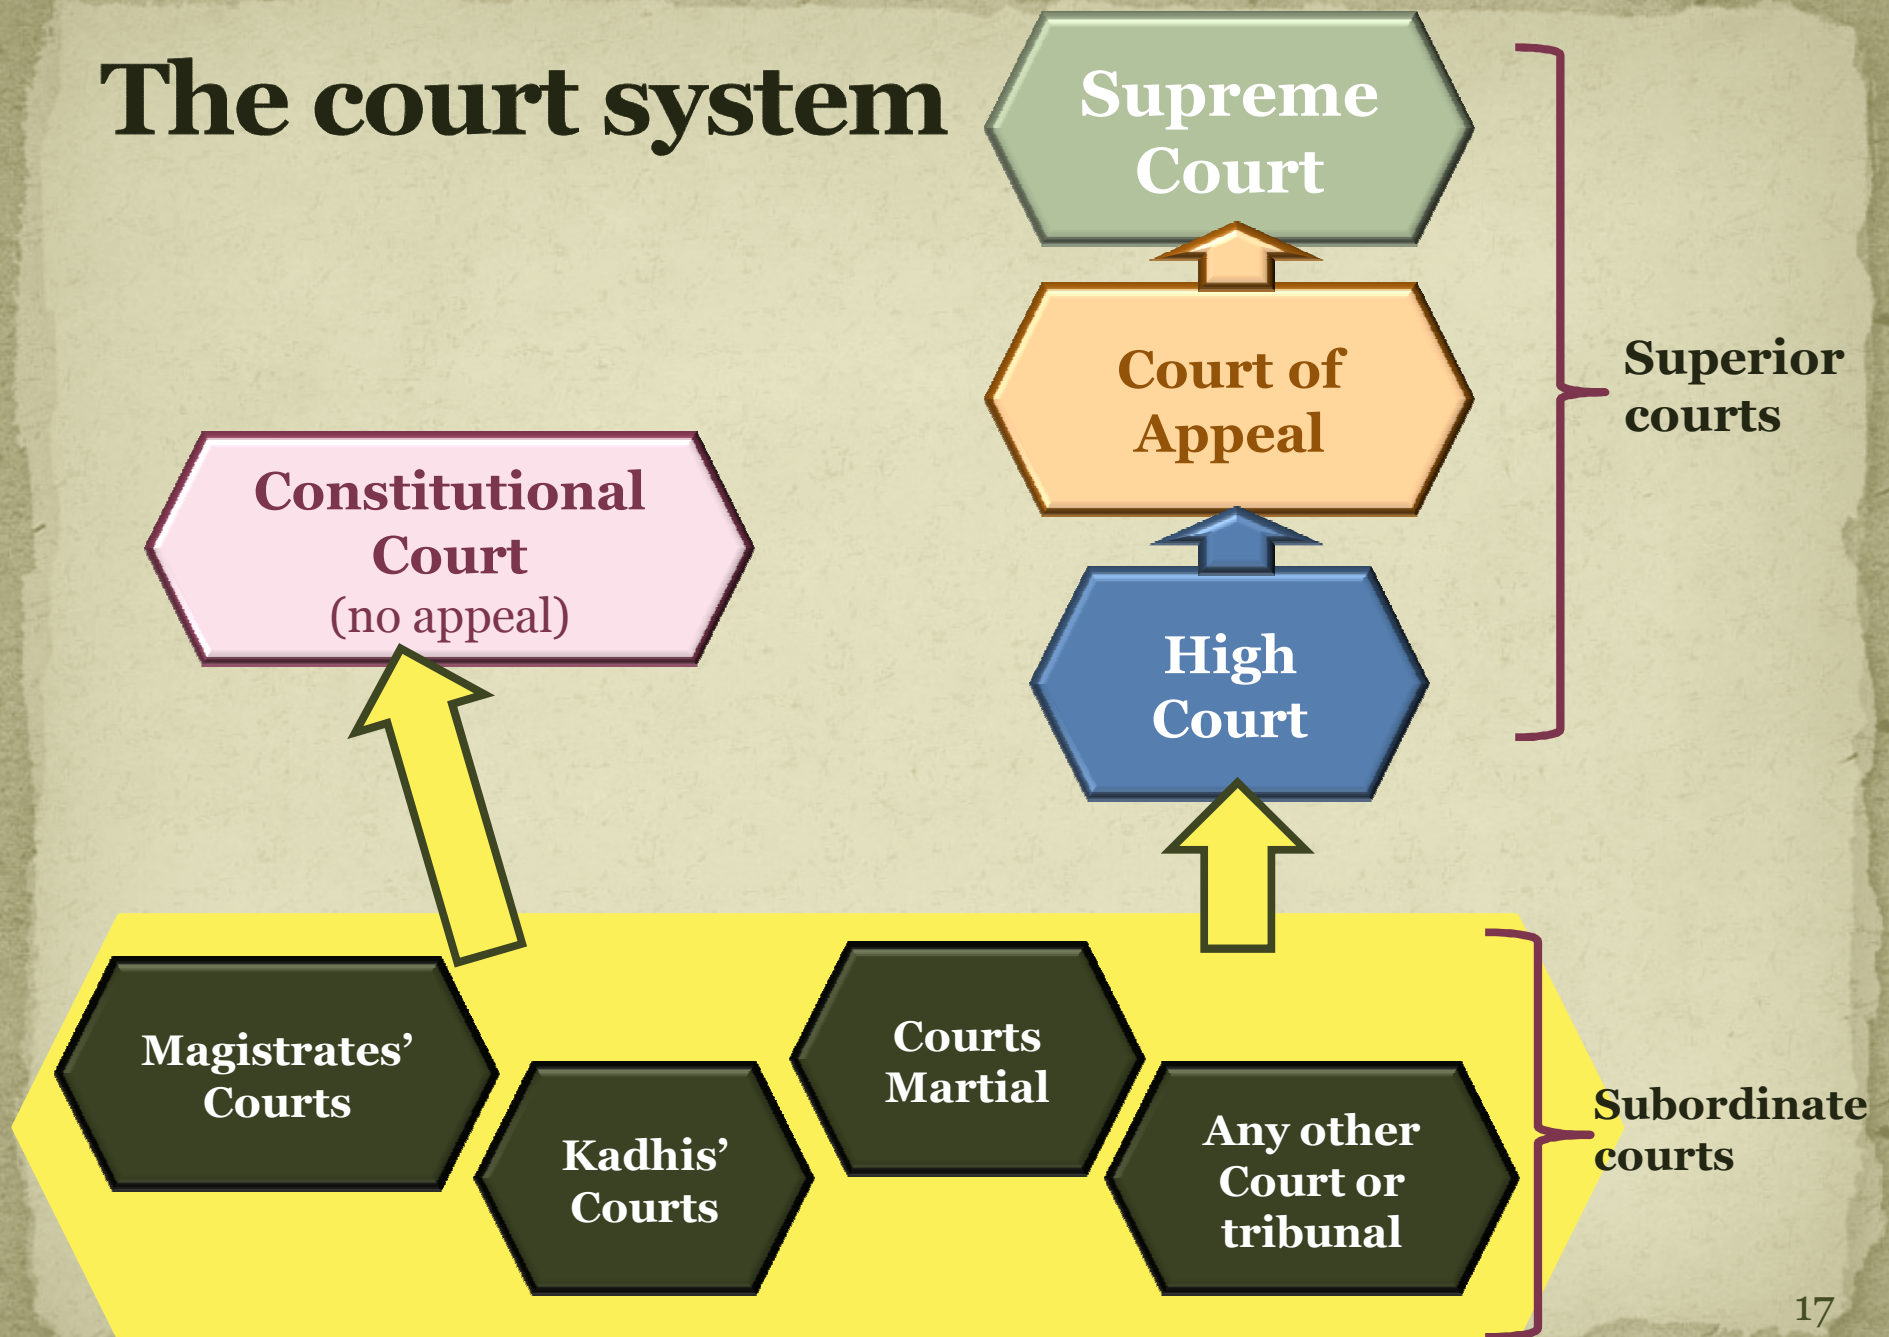 The court system
Supreme
Court
Court of
Appeal
Superior
courts
Constitutional
Court
(no appeal)
High
Court
Magistrates’
Courts
Kadhis’
Courts
Courts
Martial
Any other
Court or
tribunal
Subordinate
courts
17